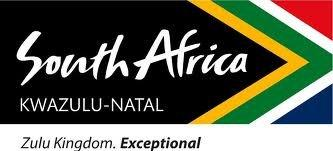 South Africa
KWAZULU-NATAL
Zulu Kingdom. Exceptional